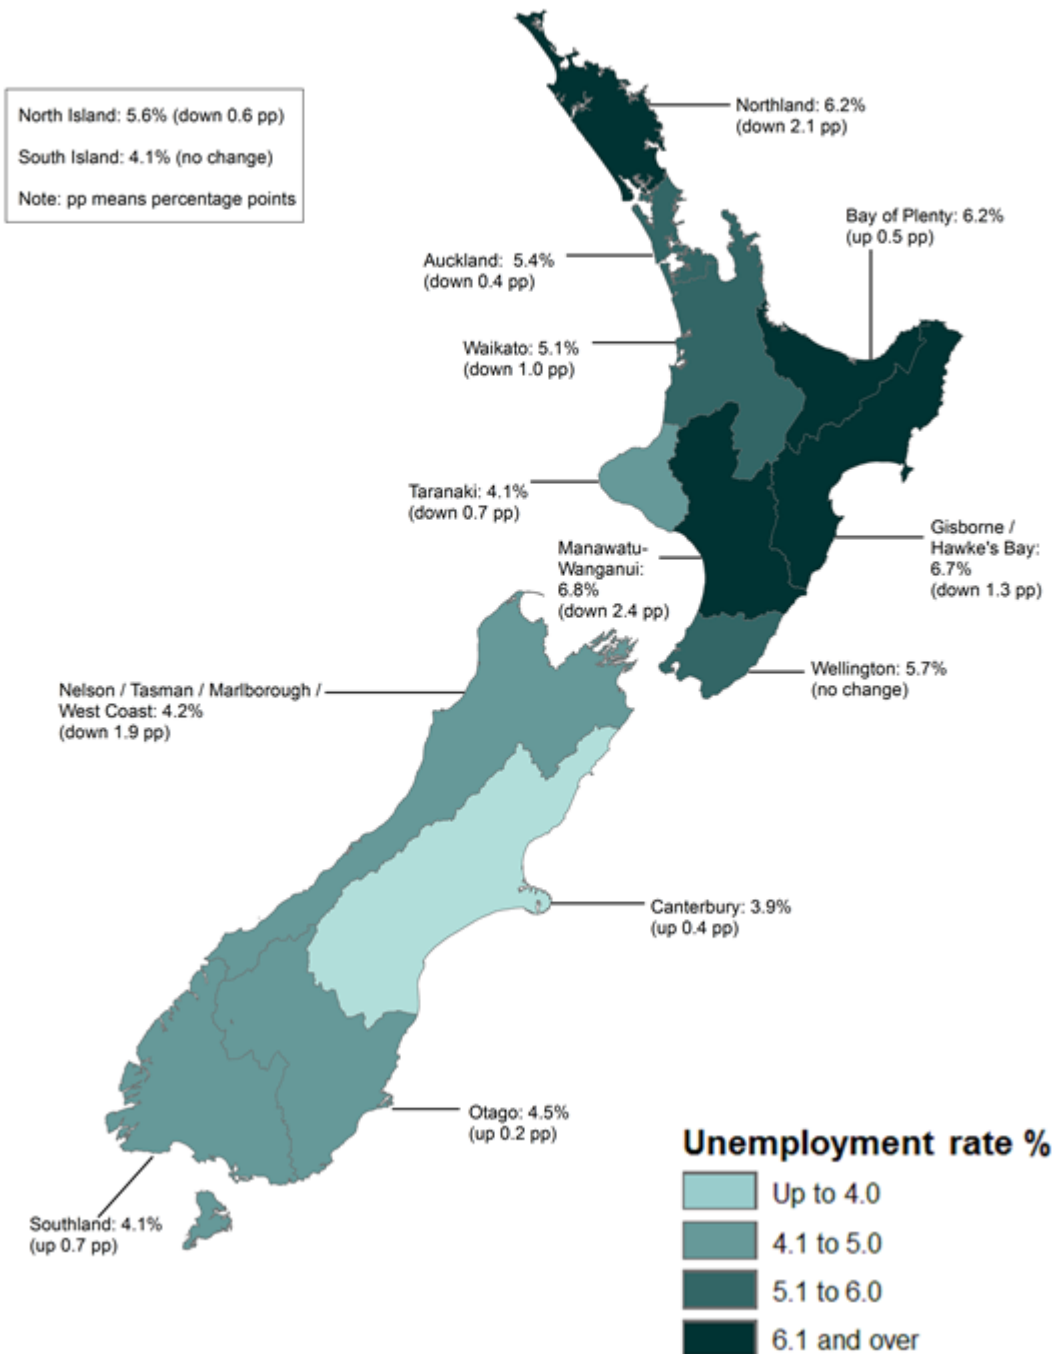 North Island: 5.6% (down 0.6 pp)
South Island: 4.1% (no change)
Note: pp means percentage points
Northland: 6.2%
(down 2.1 pp)
Bay of Plenty: 6.2%
(up 0.5 pp)
Auckland: 5.4%
(down 0.4 pp)
Waikato: 5.1%
(down 1.0 pp)
Taranaki: 4.1%
(down 0.7 pp)
Gisborne /
Hawke's Bay:
6.7%
(down 1.3 pp)
Manawatu-
Wanganui:
6.8%
(down 2.4 pp)
Wellington: 5.7%
(no change)
Nelson / Tasman / Marlborough /
West Coast: 4.2%
(down 1.9 pp)
Canterbury: 3.9%
(up 0.4 pp)
Otago: 4.5%
(up 0.2 pp)
Southland: 4.1%
(up 0.7 pp)
Unemployment rate %
Up to 4.0
4.1 to 5.0
5.1 to 6.0
6.1 and over